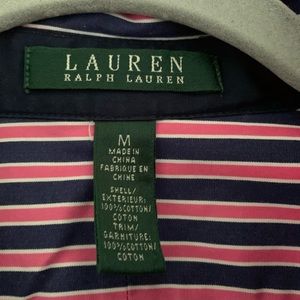 LAUREN
RALPH LAUREN
M
MADE IN
CHINA
FABRIQUE EN
CHINE
SHELL/
EXTERIEUR:
100%COTTON/
COTON
TRIM/
GARNITURE:
100%COTTON/
COTON